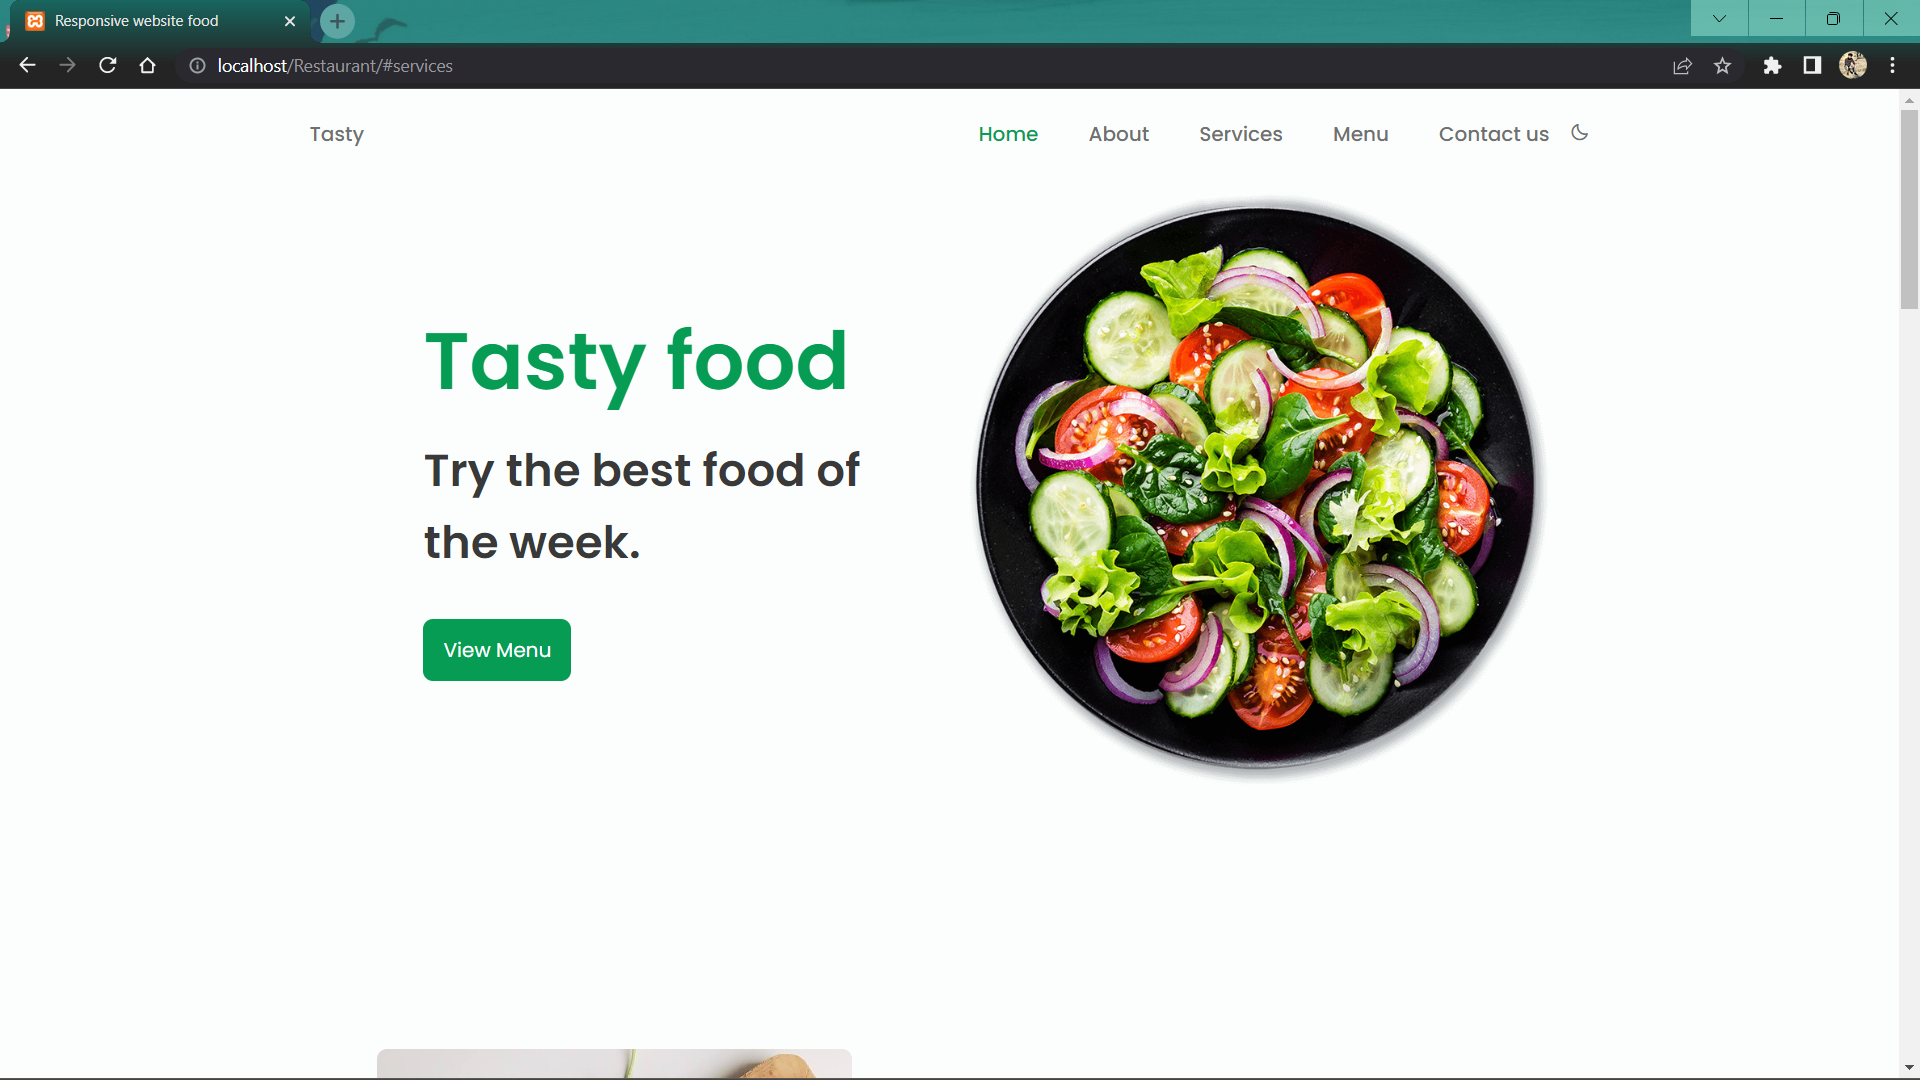 Responsive website food
localhost/Restaurant/#services
Tasty
Home
About
Services
Menu
Contact us
Tasty food
Try the best food of
the week.
View Menu